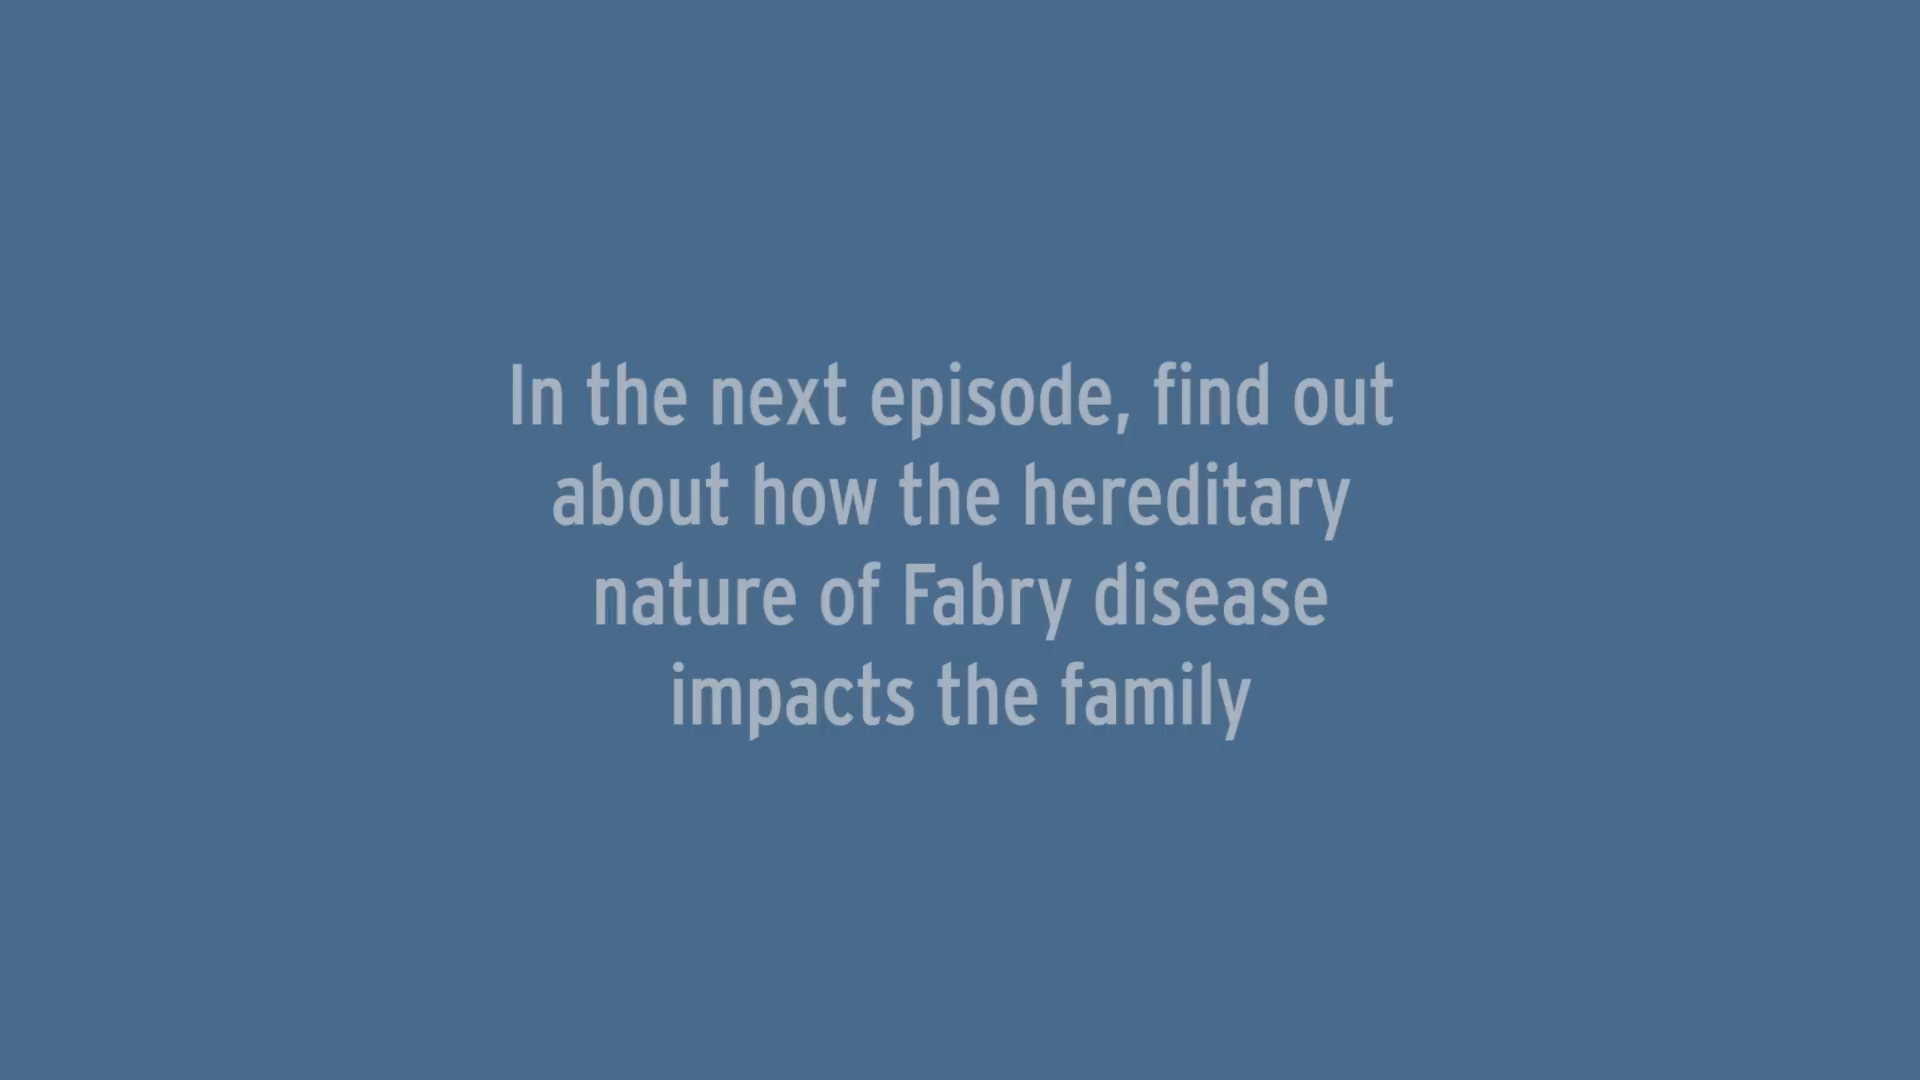 In the next episode, find out
about how the hereditary
nature of Fabry disease
impacts the family